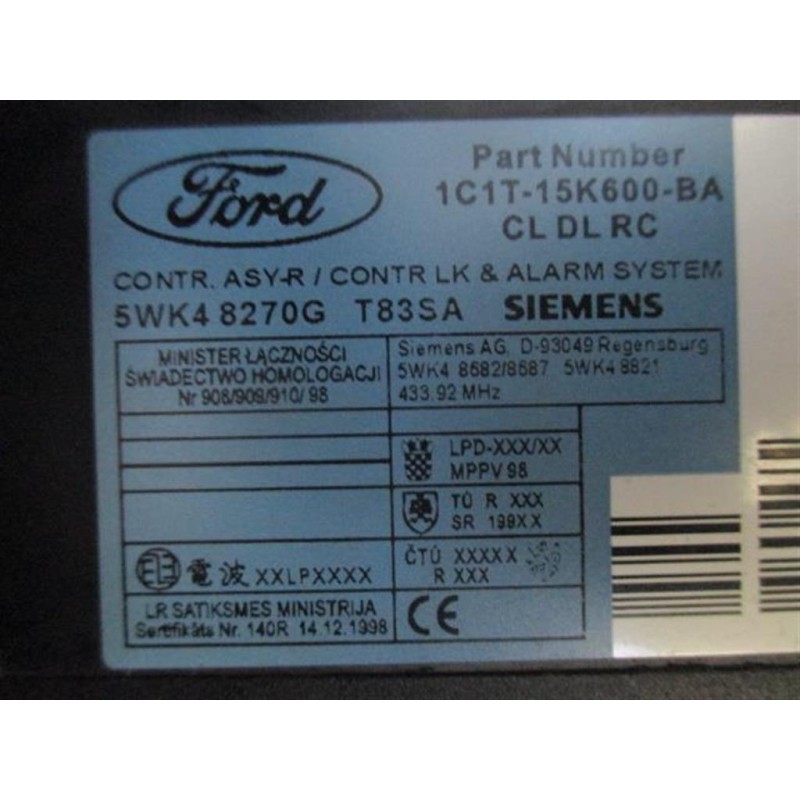 Ford
Part Number
1C1T-15K600-BA
CL DL RC
CONTR. ASY-R / CONTR LK & ALARM SYSTEM
5WK4 8270G T83SA SIEMENS
MINISTER ŁĄCZNOŚCI
ŚWIADECTWO HOMOLOGACJI
Nr 908/909/910/98
Siemens AG, D-93049 Regensburg
5WK4 8682/8687 5WK4 8821
433.92 MHz
LPD-XXX/XX
MPPV 98
TÚ R XXX
SR 199XX
電波 XXLPXXXX
ČTÚ XXXXX
R XXX
LR SATIKSMES MINISTRIJA
Sertifikāts Nr. 140R 14.12.1998
CE